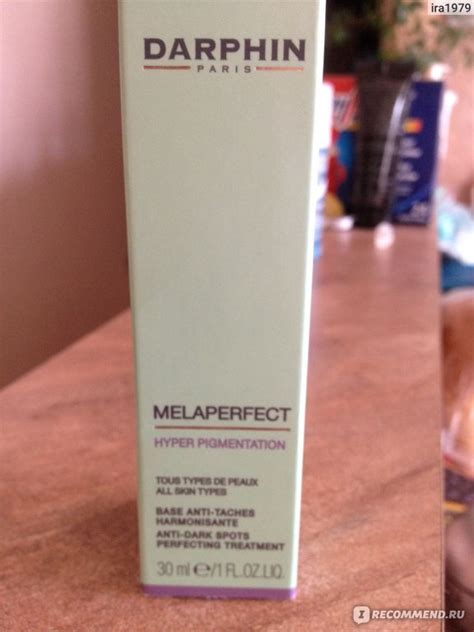 ira1979
DARPHIN
PARIS
MELAPERFECT
HYPER PIGMENTATION
TOUS TYPES DE PEAUX
ALL SKIN TYPES
BASE ANTI-TACHES
HARMONISANTE
ANTI-DARK SPOTS
PERFECTING TREATMENT
30 ml ℮/1 FL.OZ.LIQ.
I RECOMMEND.RU